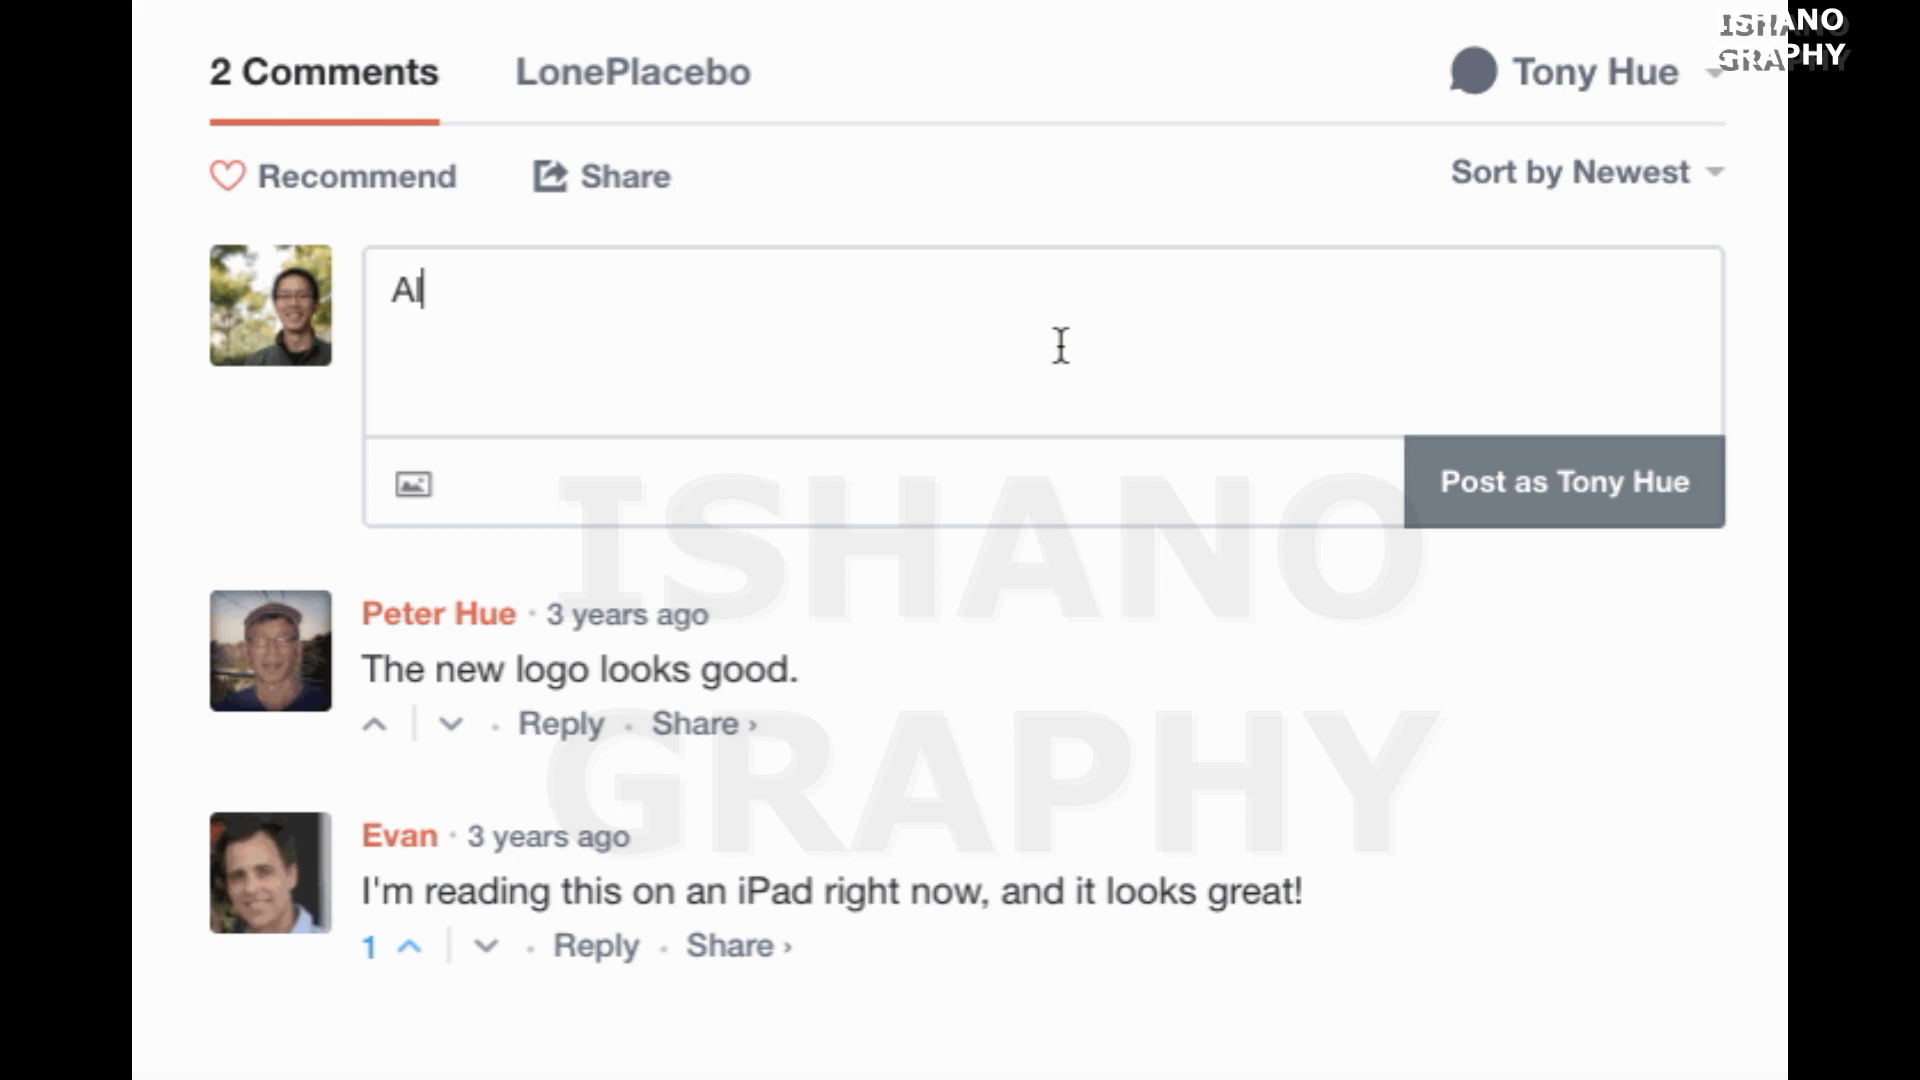 ISHANO
GRAPHY
2 Comments LonePlacebo Tony Hue
Recommend Share Sort by Newest
Al
Post as Tony Hue
ISHANO
GRAPHY
Peter Hue · 3 years ago
The new logo looks good.
Reply · Share ›
Evan · 3 years ago
I'm reading this on an iPad right now, and it looks great!
1 · Reply · Share ›